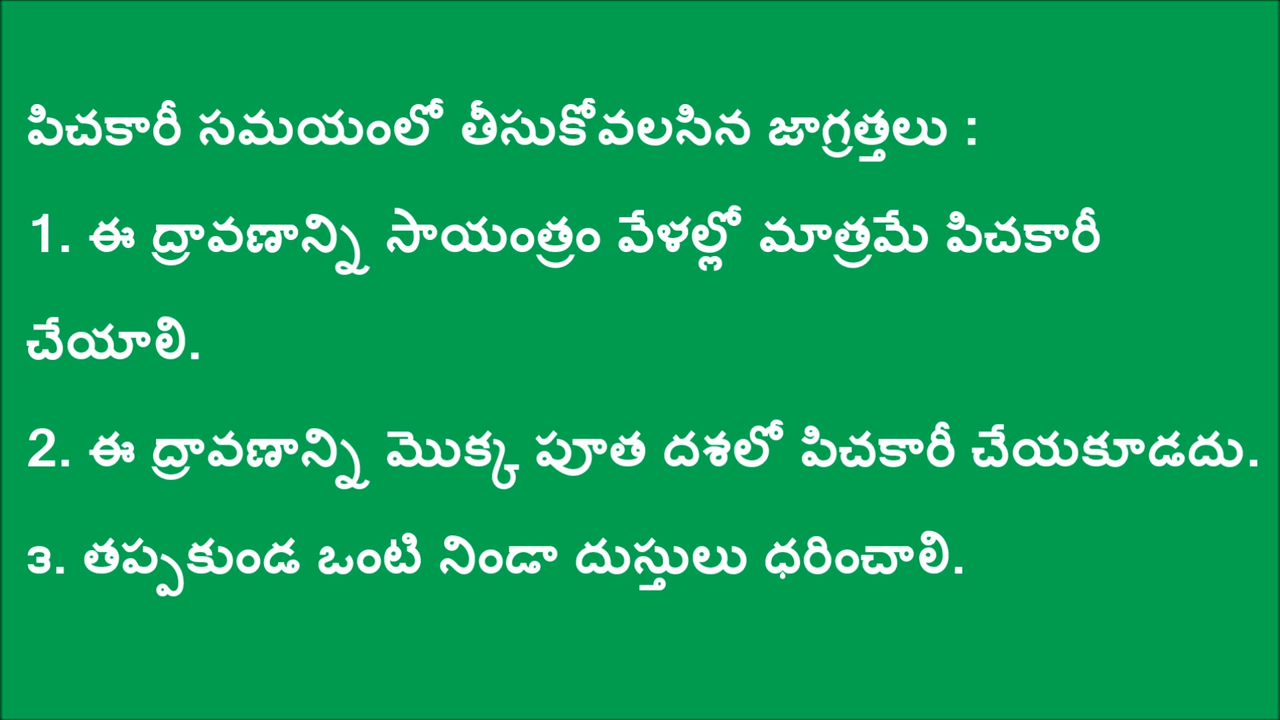 పిచకారీ సమయంలో తీసుకోవలసిన జాగ్రత్తలు :
1. ఈ ద్రావణాన్ని సాయంత్రం వేళల్లో మాత్రమే పిచకారీ
చేయాలి.
2. ఈ ద్రావణాన్ని మొక్క పూత దశలో పిచకారీ చేయకూడదు.
౩. తప్పకుండ ఒంటి నిండా దుస్తులు ధరించాలి.